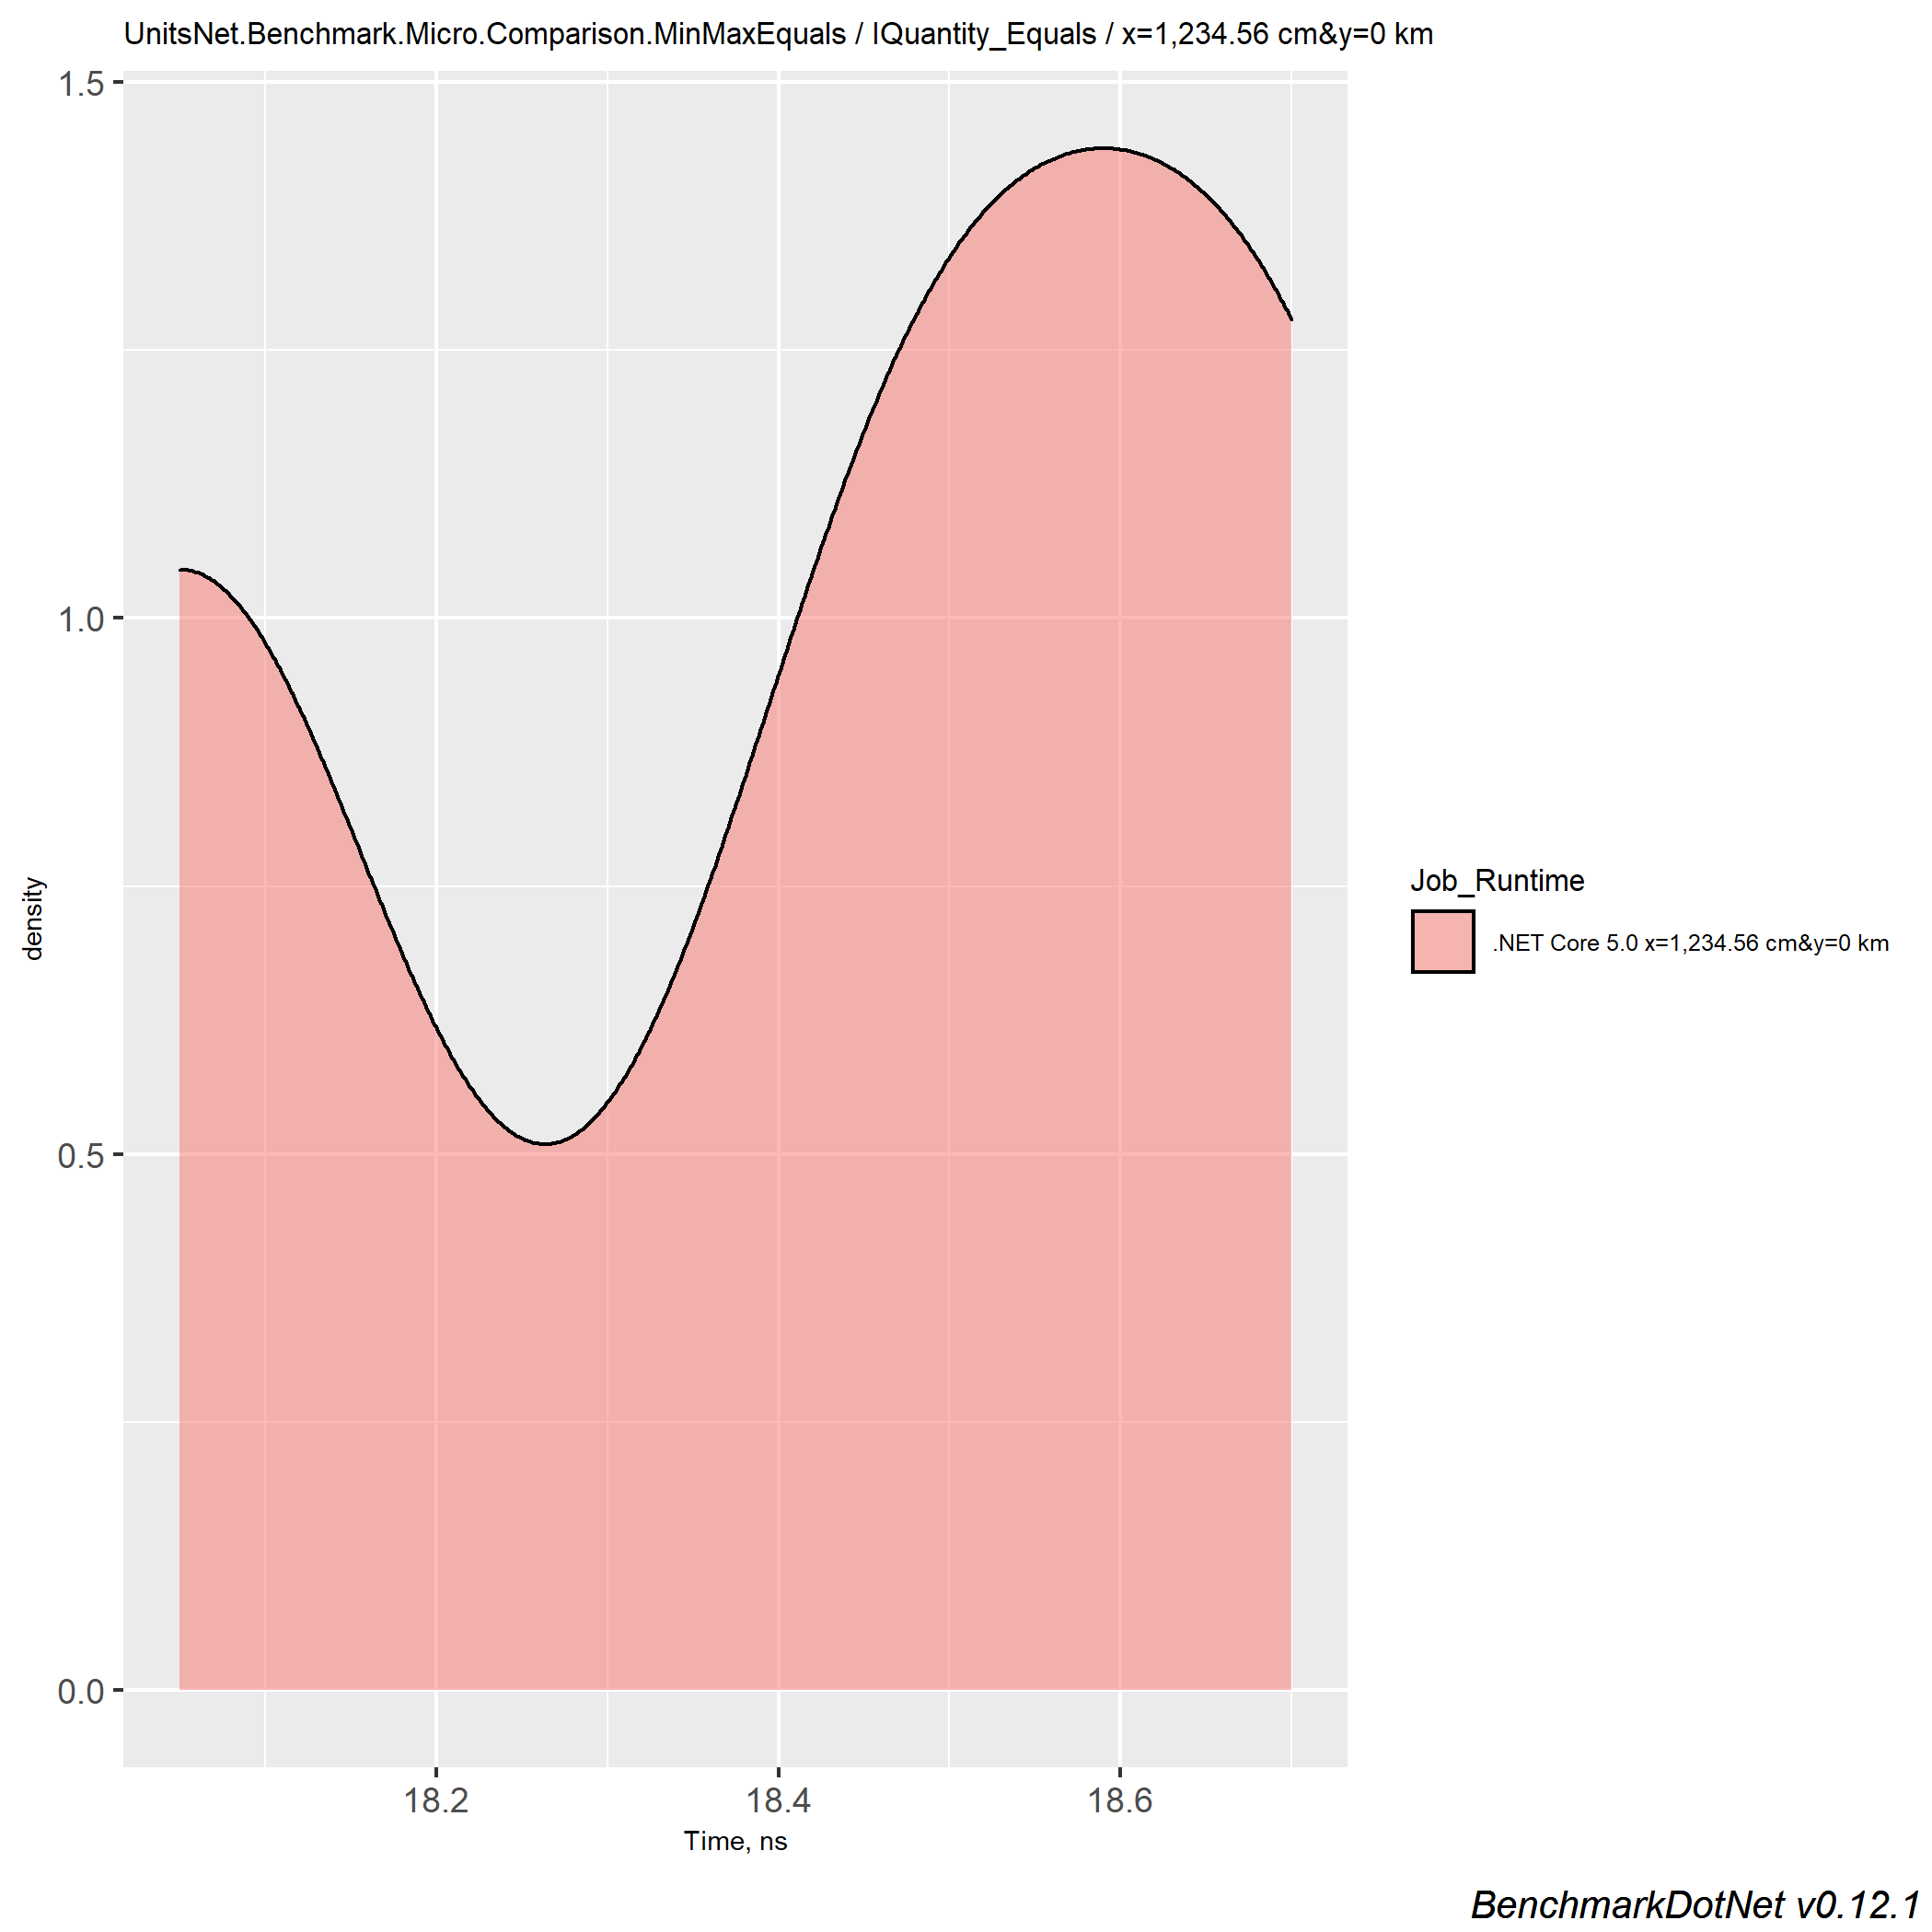 UnitsNet.Benchmark.Micro.Comparison.MinMaxEquals / IQuantity_Equals / x=1,234.56 cm&y=0 km
1.5
1.0
0.5
0.0
density
18.2 18.4 18.6
Time, ns
Job_Runtime
.NET Core 5.0 x=1,234.56 cm&y=0 km
BenchmarkDotNet v0.12.1